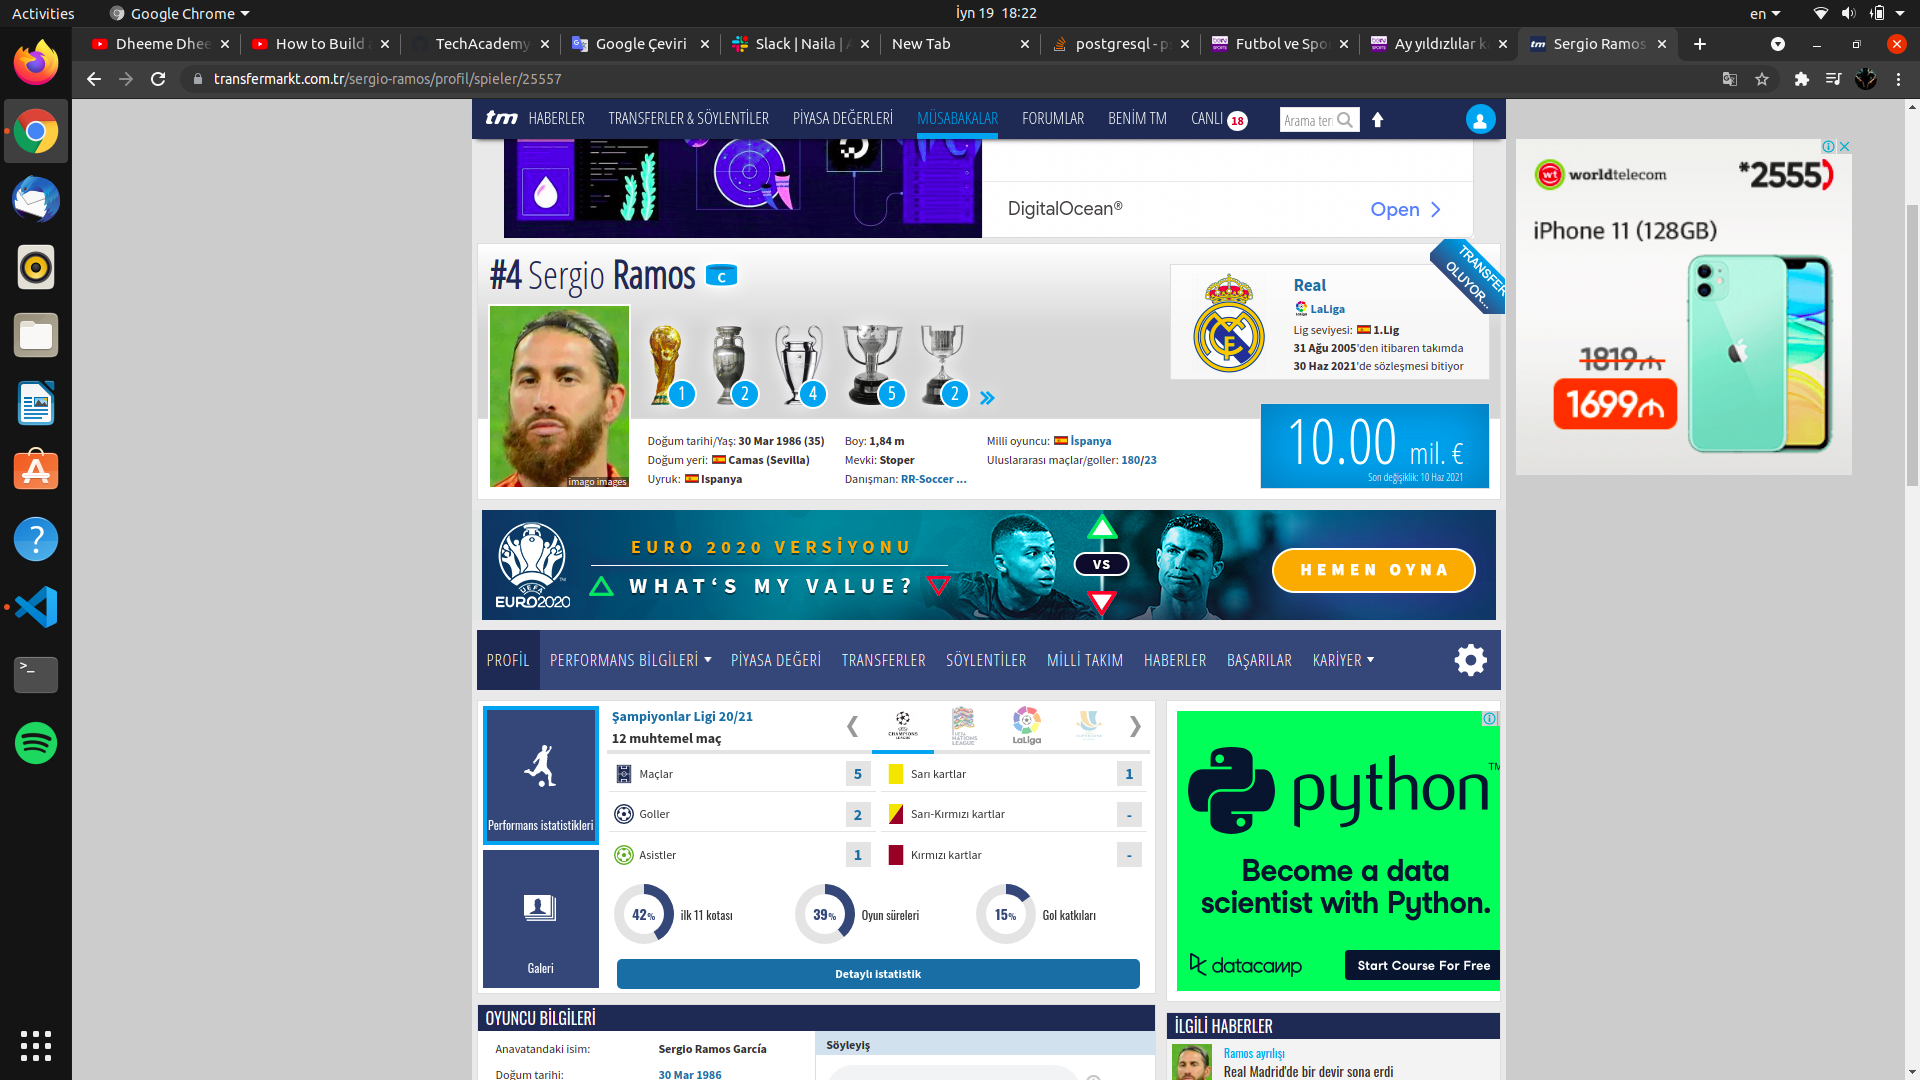 Activities
Google Chrome
İyn 19 18:22
en
Dheeme Dhee
How to Build a
TechAcademy
Google Çeviri
Slack | Naila | A
New Tab
postgresql - ps
Futbol ve Spo
Ay yıldızlılar k
Sergio Ramos
transfermarkt.com.tr/sergio-ramos/profil/spieler/25557
tm HABERLER TRANSFERLER & SÖYLENTİLER PİYASA DEĞERLERİ MÜSABAKALAR FORUMLAR BENİM TM CANLI 18
Arama teri
DigitalOcean®
Open
worldtelecom
*2555
iPhone 11 (128GB)
1819₼
1699₼
#4 Sergio Ramos C
imago images
1 2 4 5 2
Real
LaLiga
Lig seviyesi: 1.Lig
31 Ağu 2005'den itibaren takımda
30 Haz 2021'de sözleşmesi bitiyor
TRANSFER
OLUYOR...
Doğum tarihi/Yaş: 30 Mar 1986 (35)
Doğum yeri: Camas (Sevilla)
Uyruk: Ispanya
Boy: 1,84 m
Mevki: Stoper
Danışman: RR-Soccer ...
Milli oyuncu: İspanya
Uluslararası maçlar/goller: 180/23
10.00 mil. €
Son değişiklik: 10 Haz 2021
UEFA
EURO2020
EURO 2020 VERSİYONU
WHAT'S MY VALUE?
VS
HEMEN OYNA
PROFİL PERFORMANS BİLGİLERİ PİYASA DEĞERİ TRANSFERLER SÖYLENTİLER MİLLİ TAKIM HABERLER BAŞARILAR KARİYER
Performans istatistikleri
Galeri
Şampiyonlar Ligi 20/21
12 muhtemel maç
CHAMPIONS LEAGUE
UEFA NATIONS LEAGUE
LaLiga
Maçlar 5
Goller 2
Asistler 1
Sarı kartlar 1
Sarı-Kırmızı kartlar -
Kırmızı kartlar -
42% ilk 11 kotası
39% Oyun süreleri
15% Gol katkıları
Detaylı istatistik
python TM
Become a data
scientist with Python.
datacamp
Start Course For Free
OYUNCU BİLGİLERİ
Anavatandaki isim: Sergio Ramos García
Doğum tarihi: 30 Mar 1986
Söyleyiş
İLGİLİ HABERLER
Ramos ayrılışı
Real Madrid'de bir devir sona erdi